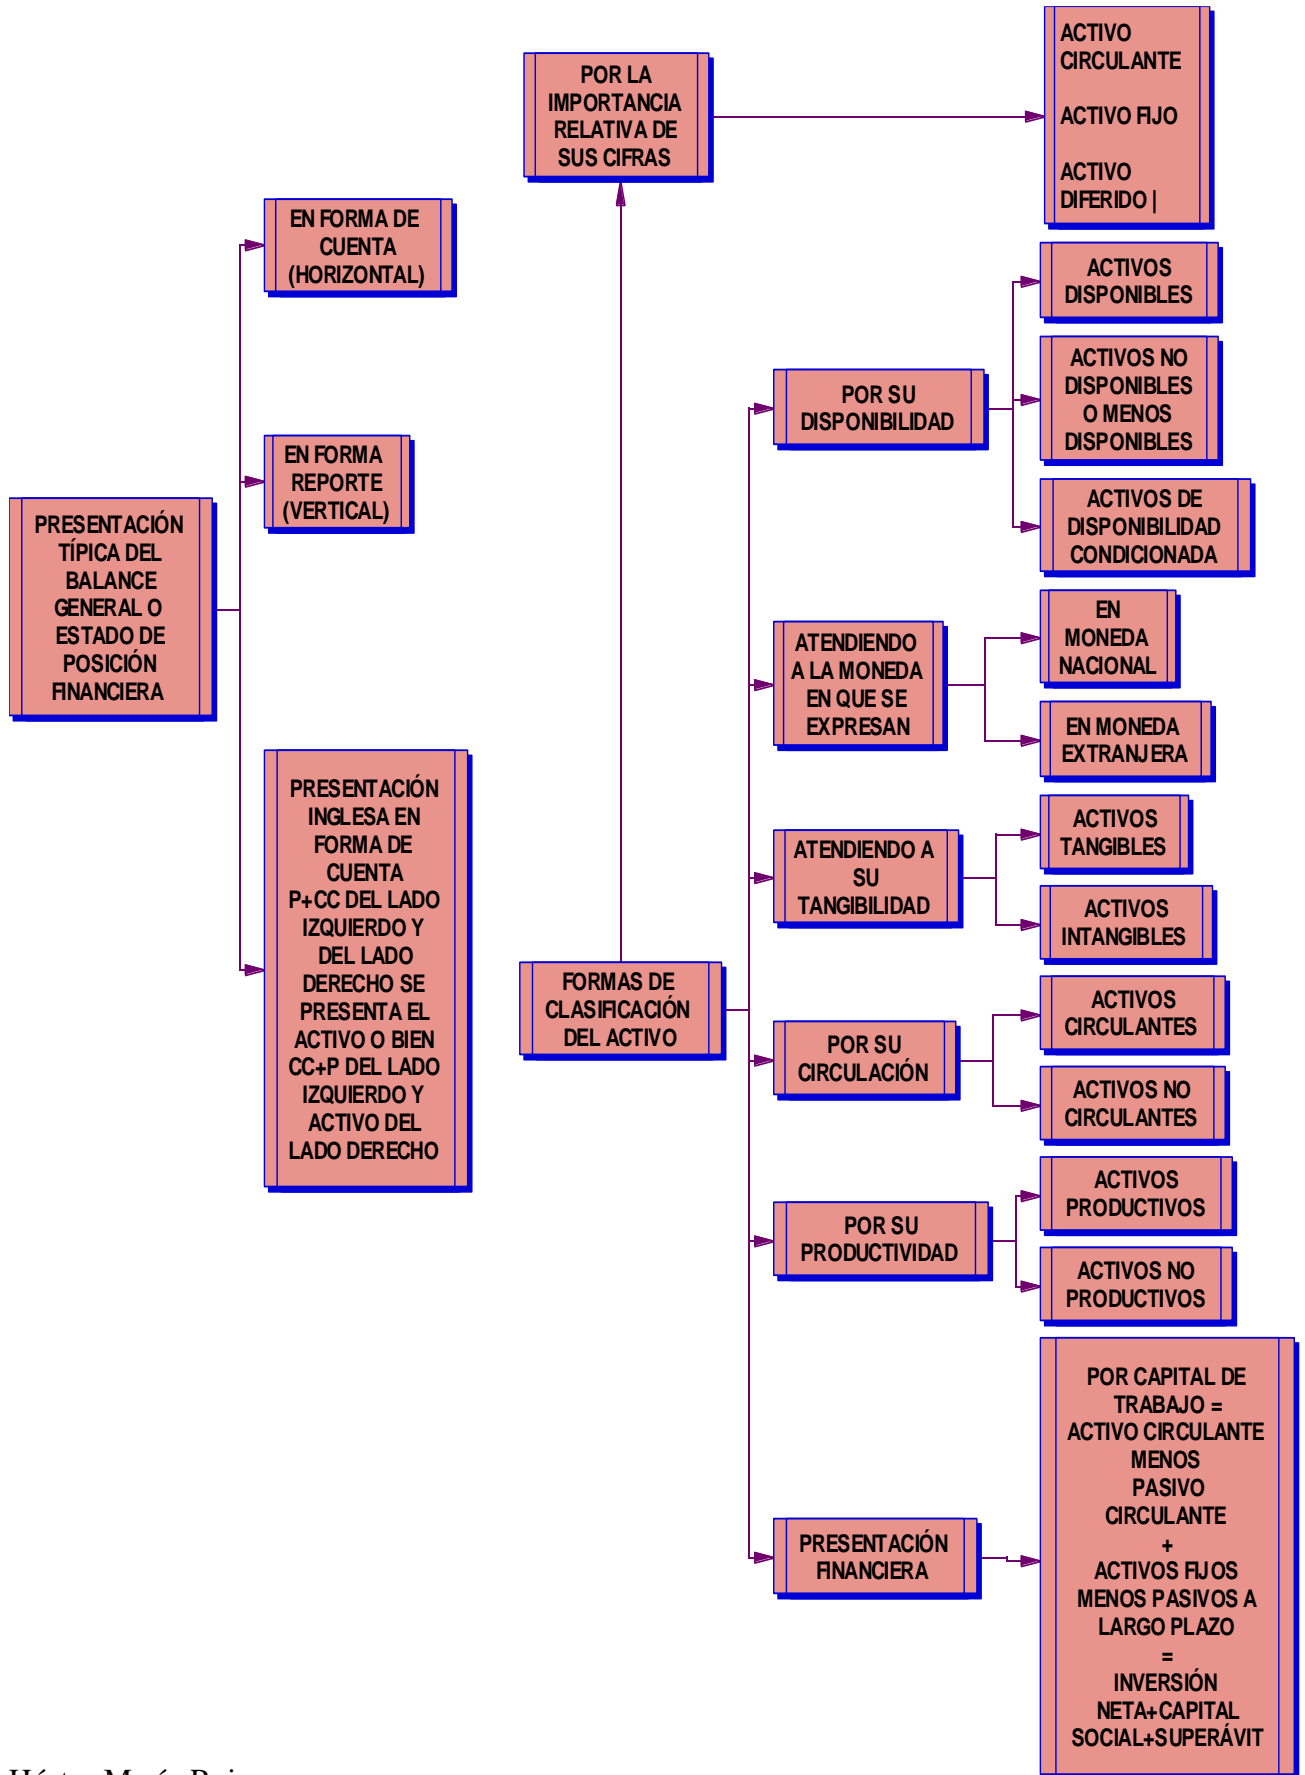 PRESENTACIÓN
TÍPICA DEL
BALANCE
GENERAL O
ESTADO DE
POSICIÓN
FINANCIERA
EN FORMA DE
CUENTA
(HORIZONTAL)
EN FORMA
REPORTE
(VERTICAL)
PRESENTACIÓN
INGLESA EN
FORMA DE
CUENTA
P+CC DEL LADO
IZQUIERDO Y
DEL LADO
DERECHO SE
PRESENTA EL
ACTIVO O BIEN
CC+P DEL LADO
IZQUIERDO Y
ACTIVO DEL
LADO DERECHO
FORMAS DE
CLASIFICACIÓN
DEL ACTIVO
POR LA
IMPORTANCIA
RELATIVA DE
SUS CIFRAS
ACTIVO
CIRCULANTE
ACTIVO FIJO
ACTIVO
DIFERIDO |
POR SU
DISPONIBILIDAD
ACTIVOS
DISPONIBLES
ACTIVOS NO
DISPONIBLES
O MENOS
DISPONIBLES
ACTIVOS DE
DISPONIBILIDAD
CONDICIONADA
ATENDIENDO
A LA MONEDA
EN QUE SE
EXPRESAN
EN
MONEDA
NACIONAL
EN MONEDA
EXTRANJERA
ATENDIENDO A
SU
TANGIBILIDAD
ACTIVOS
TANGIBLES
ACTIVOS
INTANGIBLES
POR SU
CIRCULACIÓN
ACTIVOS
CIRCULANTES
ACTIVOS NO
CIRCULANTES
POR SU
PRODUCTIVIDAD
ACTIVOS
PRODUCTIVOS
ACTIVOS NO
PRODUCTIVOS
PRESENTACIÓN
FINANCIERA
POR CAPITAL DE
TRABAJO =
ACTIVO CIRCULANTE
MENOS
PASIVO
CIRCULANTE
+
ACTIVOS FIJOS
MENOS PASIVOS A
LARGO PLAZO
=
INVERSIÓN
NETA+CAPITAL
SOCIAL+SUPERÁVIT